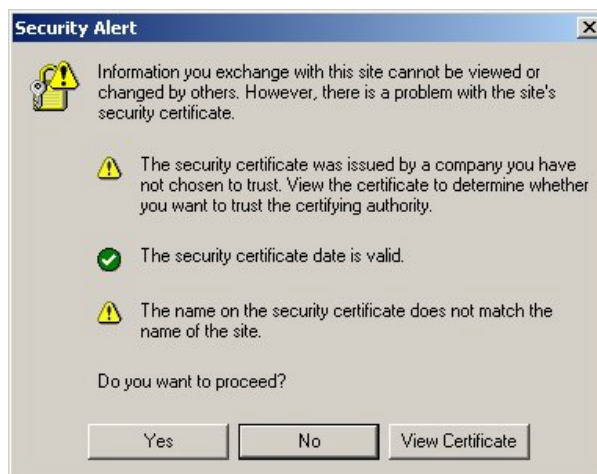 Security Alert
Information you exchange with this site cannot be viewed or
changed by others. However, there is a problem with the site's
security certificate.
The security certificate was issued by a company you have
not chosen to trust. View the certificate to determine whether
you want to trust the certifying authority.
The security certificate date is valid.
The name on the security certificate does not match the
name of the site.
Do you want to proceed?
Yes No View Certificate